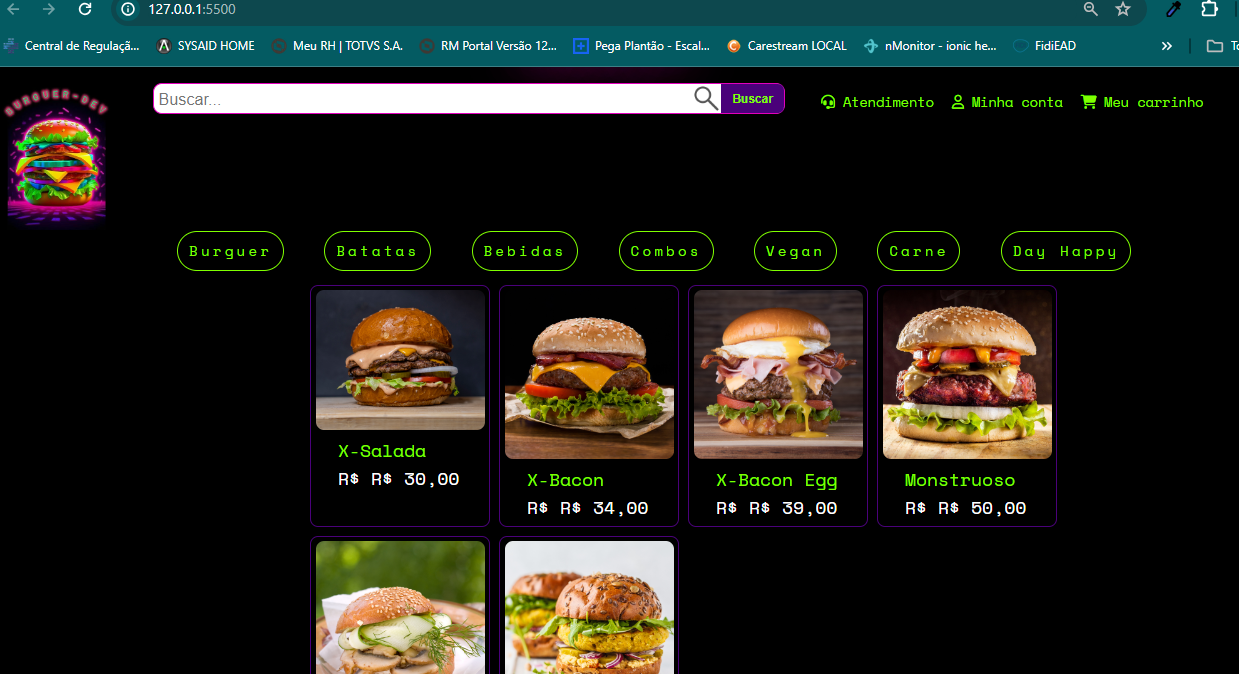 127.0.0.1:5500
Central de Regulaçã... SYSAID HOME Meu RH | TOTVS S.A. RM Portal Versão 12... Pega Plantão - Escal... Carestream LOCAL nMonitor - ionic he... FidiEAD » To
BURGUER-DEV
Buscar... Buscar Atendimento Minha conta Meu carrinho
Burguer Batatas Bebidas Combos Vegan Carne Day Happy
X-Salada
R$ R$ 30,00
X-Bacon
R$ R$ 34,00
X-Bacon Egg
R$ R$ 39,00
Monstruoso
R$ R$ 50,00